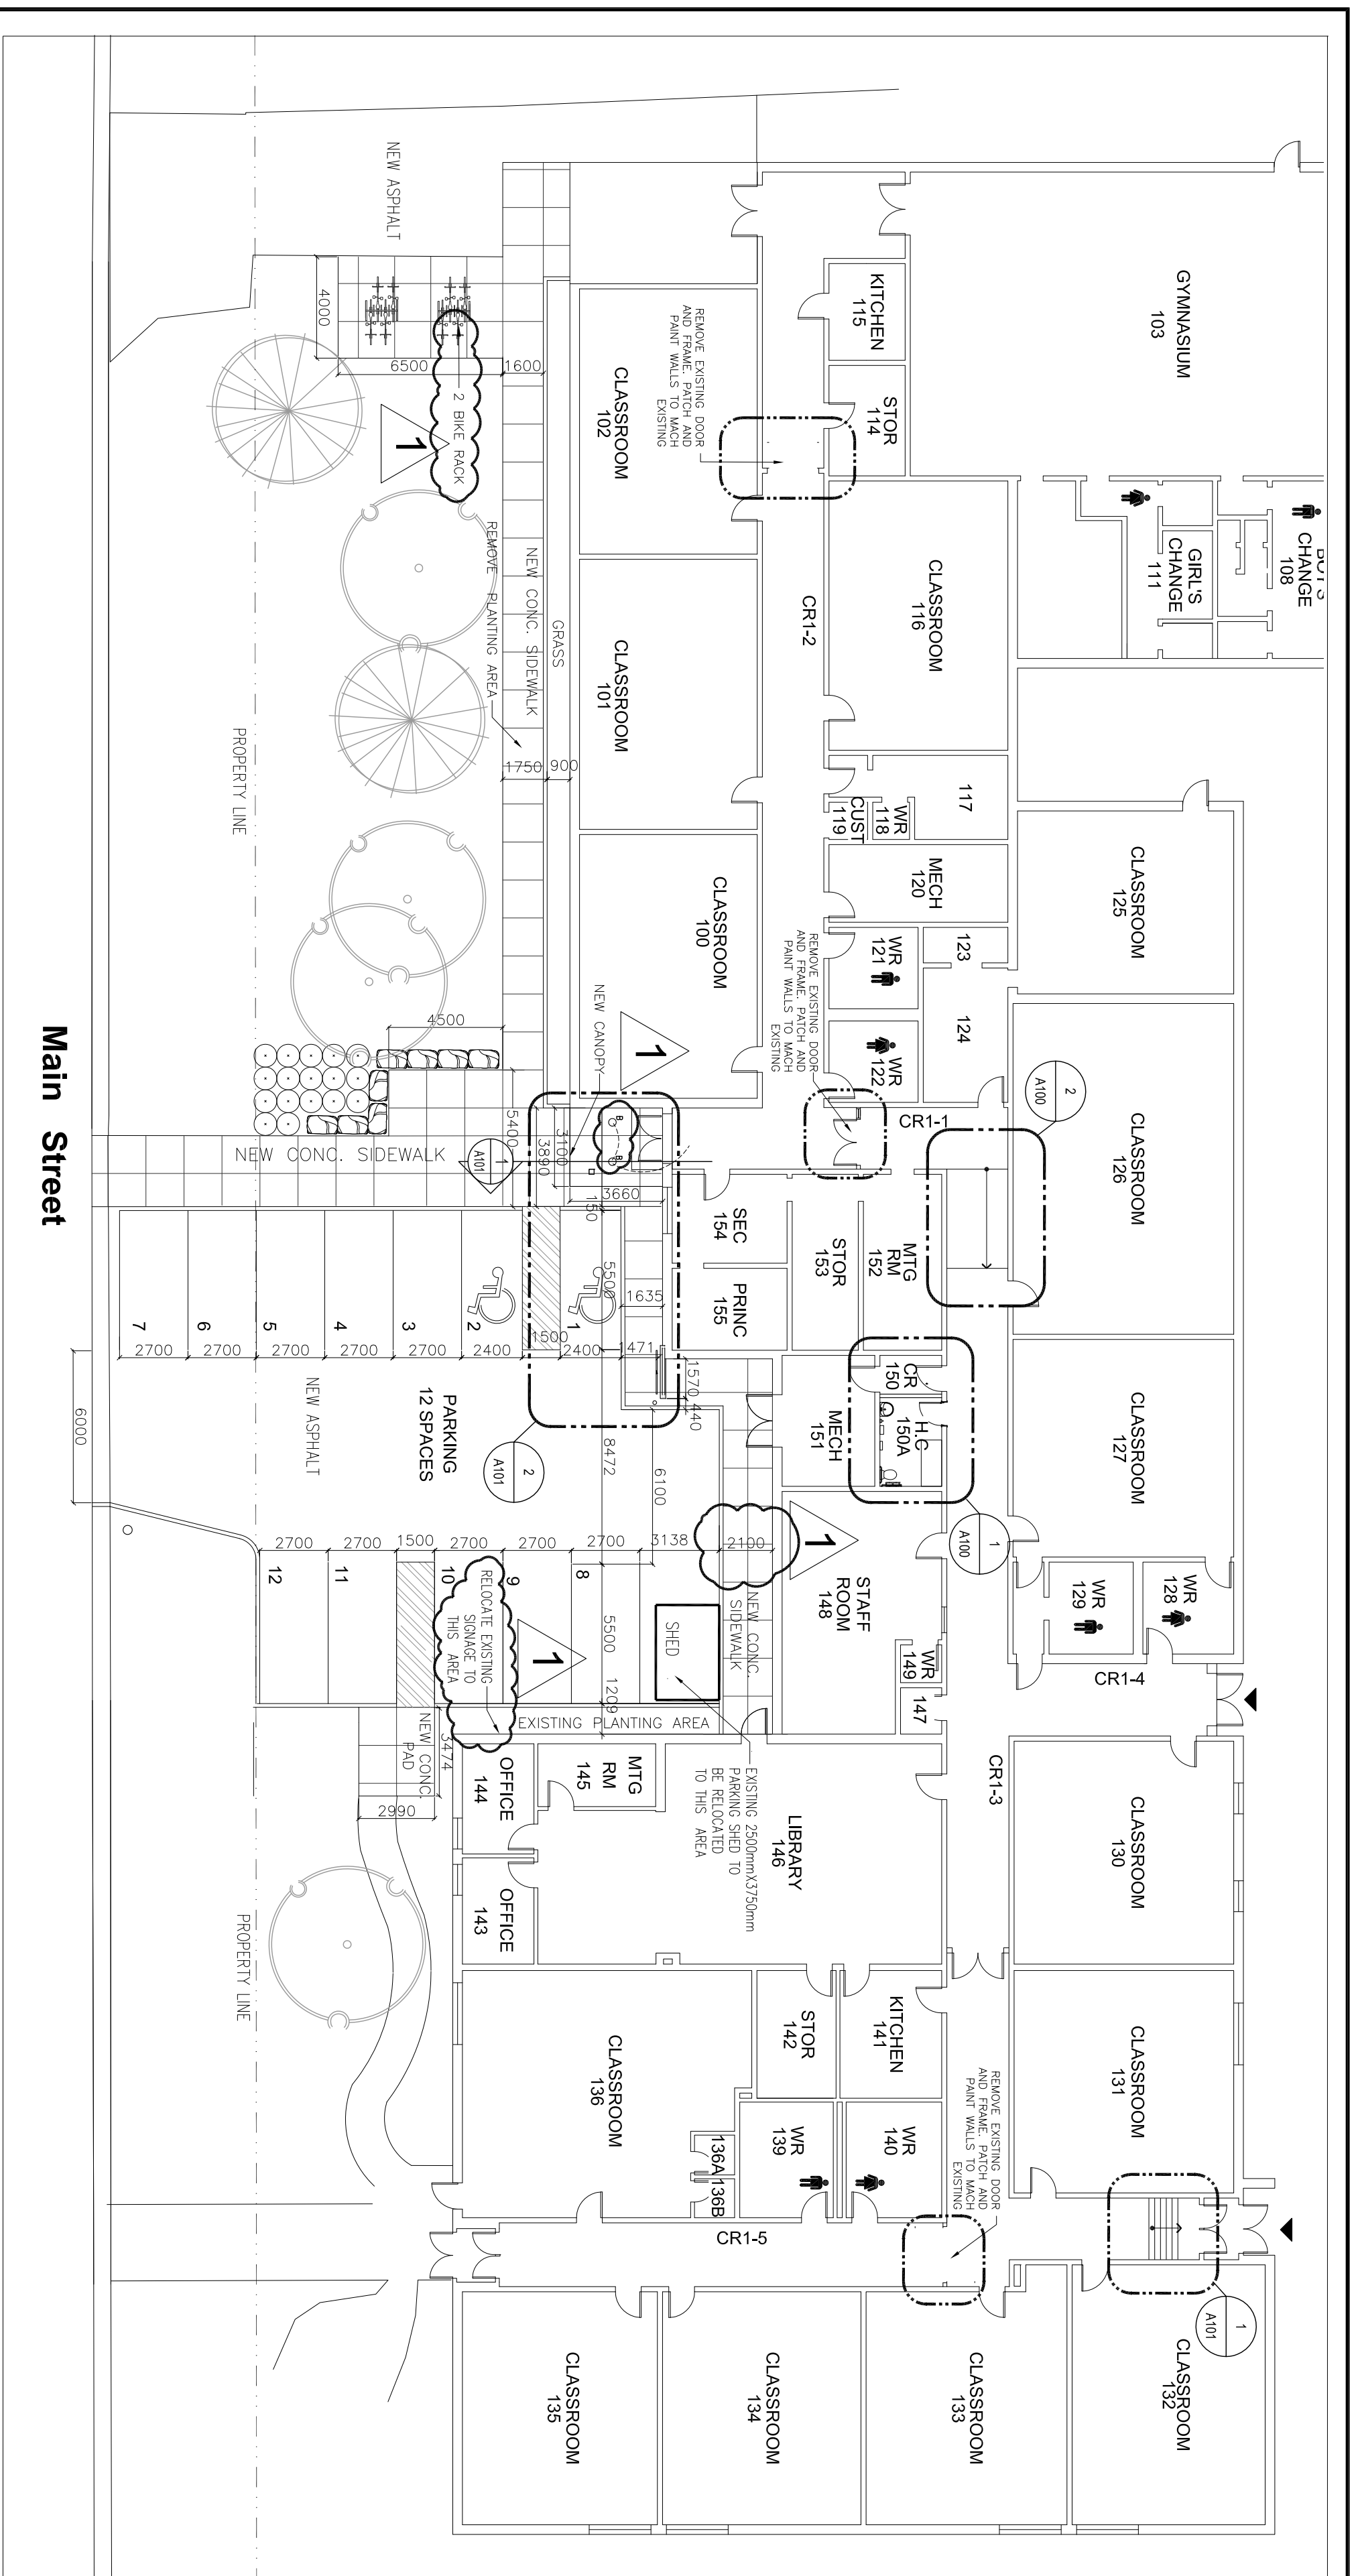 GYMNASIUM
103
CHANGE
108
GIRL'S
CHANGE
111
KITCHEN
115
STOR
114
CLASSROOM
116
CR1-2
REMOVE EXISTING DOOR
AND FRAME. PATCH AND
PAINT WALLS TO MACH
EXISTING
CLASSROOM
102
CLASSROOM
101
CLASSROOM
100
117
WR
118
CUST
119
MECH
120
WR
121
WR
122
123
124
REMOVE EXISTING DOOR
AND FRAME. PATCH AND
PAINT WALLS TO MACH
EXISTING
CLASSROOM
125
CLASSROOM
126
CLASSROOM
127
WR
128
WR
129
CR1-1
2
A100
CR1-4
SEC
154
PRINC
155
STOR
153
MTG
RM
152
CR
150
H.C
150A
MECH
151
1
A100
STAFF
ROOM
148
WR
149
147
CR1-3
CLASSROOM
130
CLASSROOM
131
LIBRARY
146
MTG
RM
145
OFFICE
144
OFFICE
143
KITCHEN
141
STOR
142
CLASSROOM
136
136A
136B
WR
139
WR
140
REMOVE EXISTING DOOR
AND FRAME. PATCH AND
PAINT WALLS TO MACH
EXISTING
CR1-5
1
A101
CLASSROOM
132
CLASSROOM
133
CLASSROOM
134
CLASSROOM
135
NEW ASPHALT
4000
6500
1600
2 BIKE RACK
1
GRASS
NEW CONC. SIDEWALK
REMOVE PLANTING AREA
1750
900
PROPERTY LINE
NEW CANOPY
1
4500
5400
3890
3100
3660
150
B
B
NEW CONC. SIDEWALK
1
A101
5500
1635
1500
2400
1471
1570
440
8472
6100
1
2
3
4
5
6
7
2400
2700
2700
2700
2700
2700
NEW ASPHALT
PARKING
12 SPACES
2
A101
6000
2700
2700
1500
2700
2700
2700
3138
2100
1
NEW CONC.
SIDEWALK
SHED
5500
1209
8
9
10
11
12
RELOCATE EXISTING
SIGNAGE TO
THIS AREA
1
EXISTING PLANTING AREA
EXISTING 2500mmX3750mm
PARKING SHED TO
BE RELOCATED
TO THIS AREA
NEW CONC.
PAD
3474
2990
PROPERTY LINE
Main Street